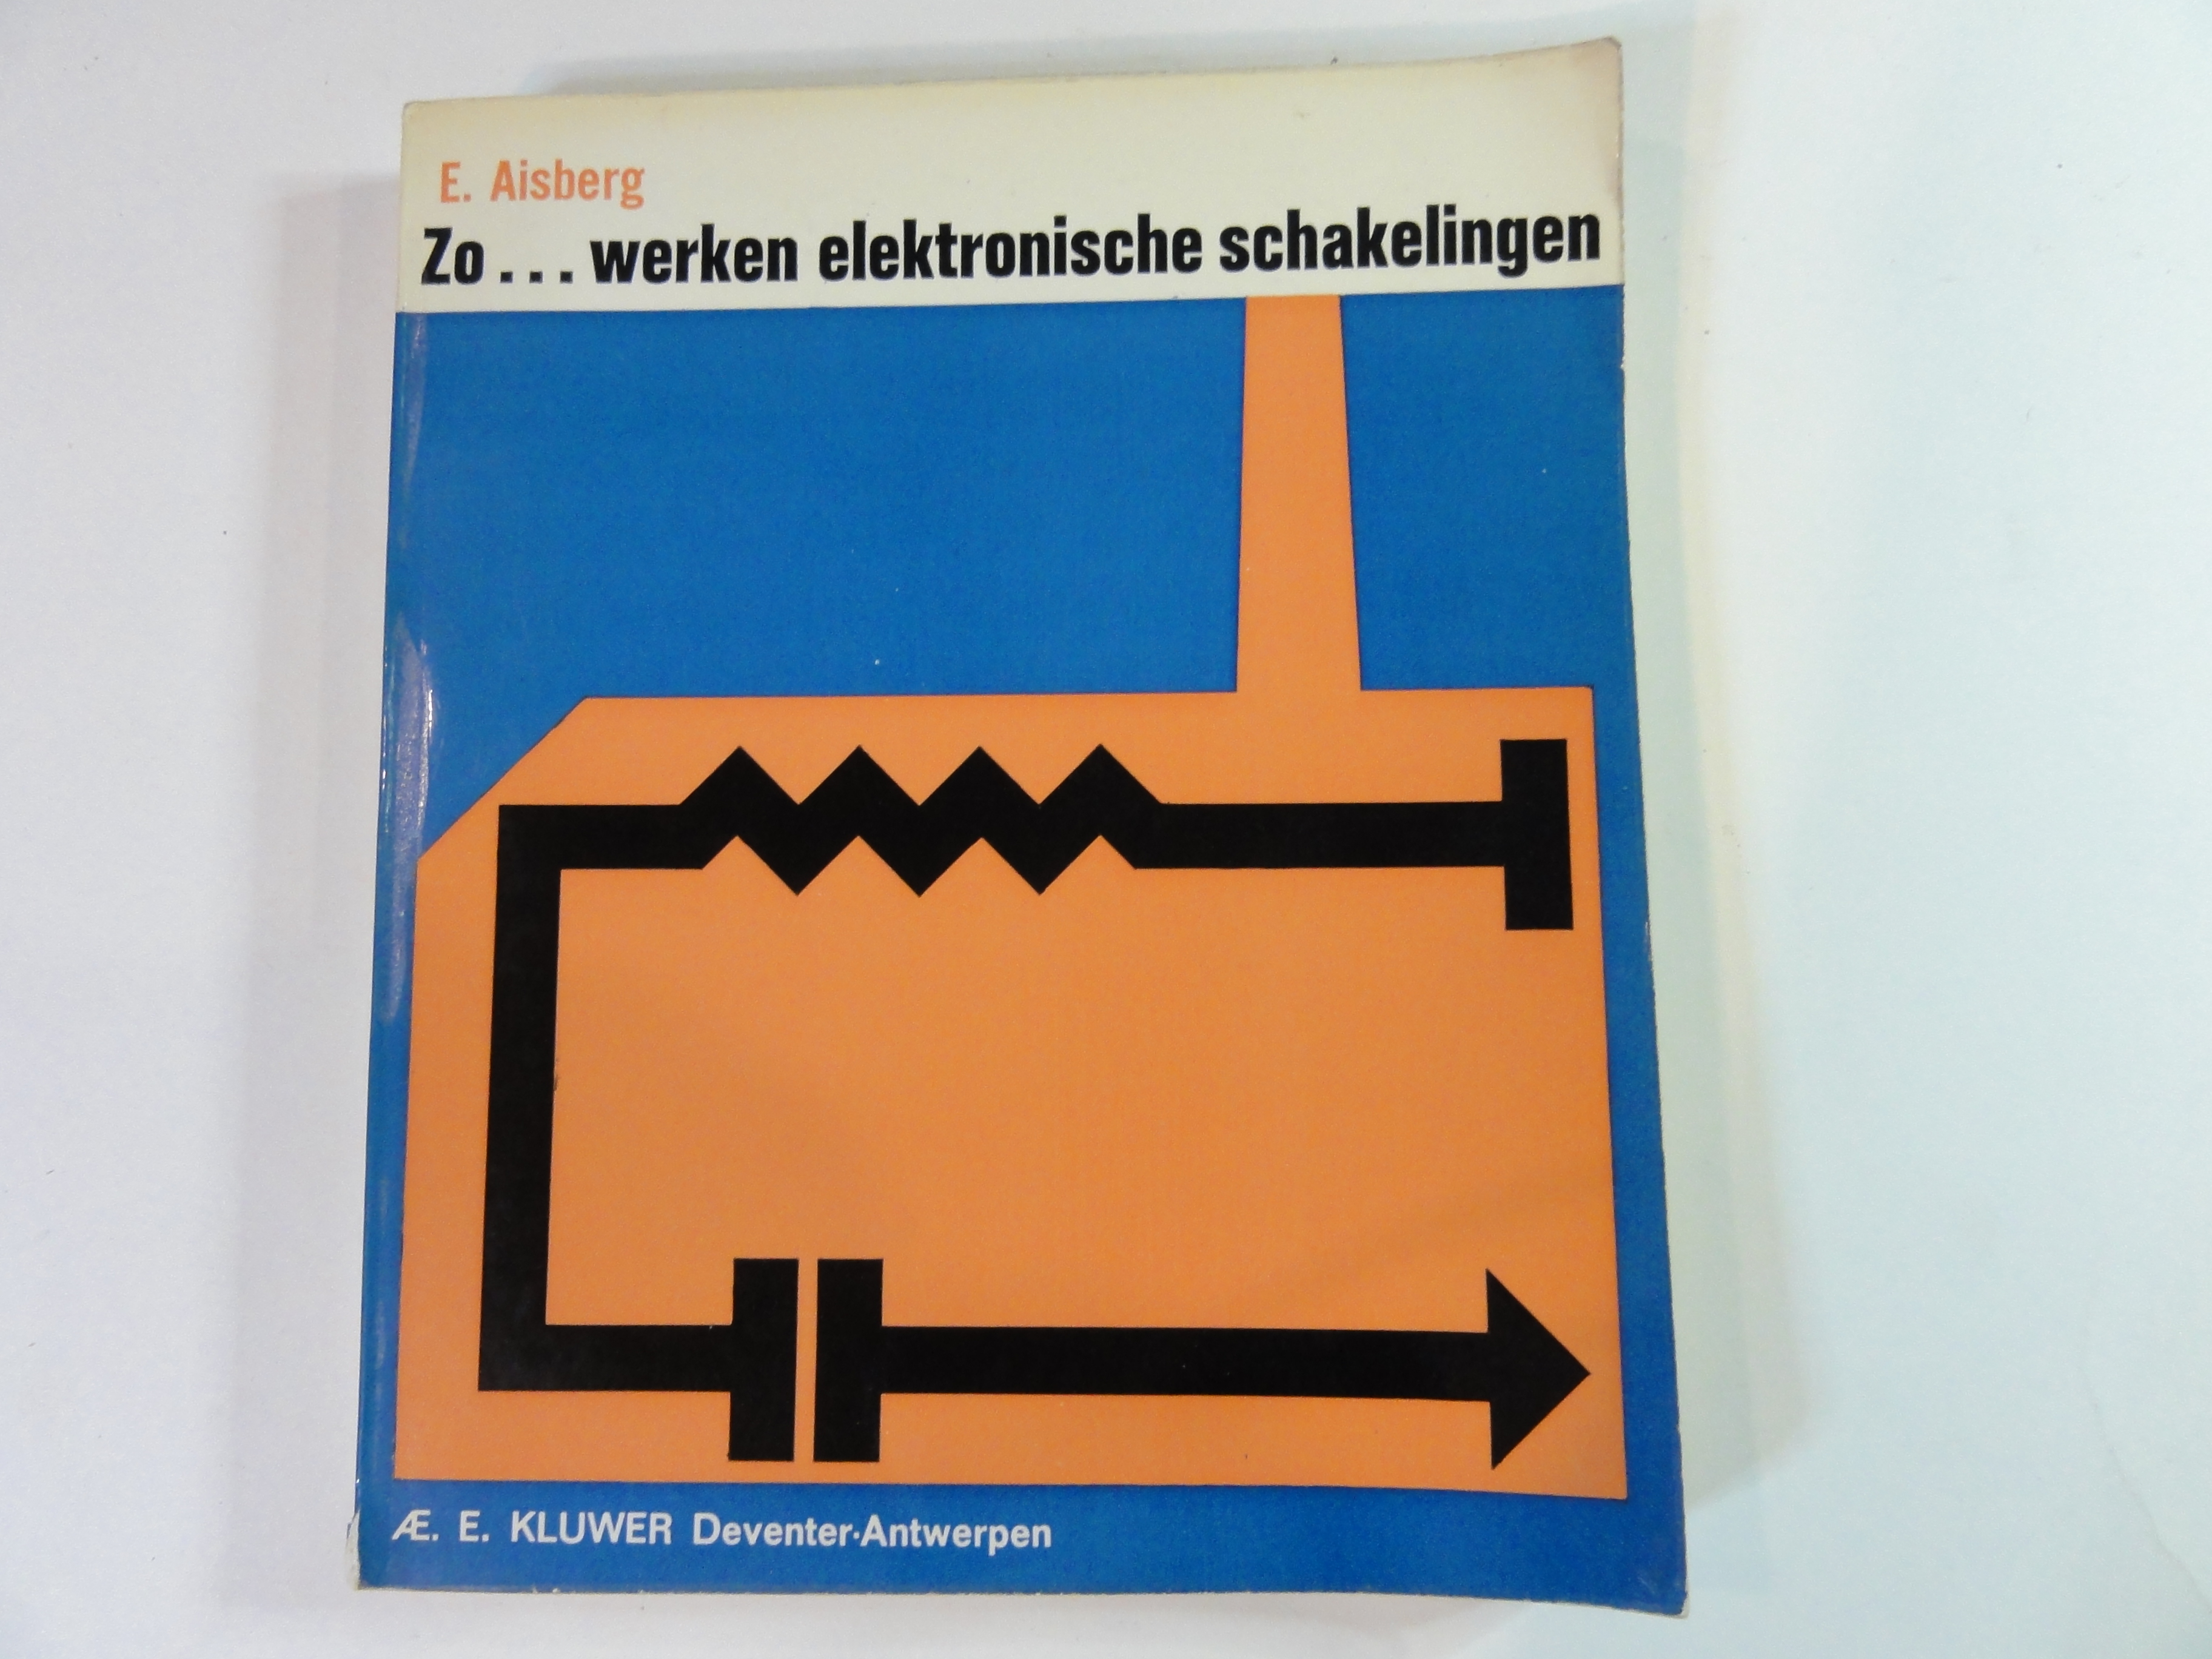 E. Aisberg
Zo... werken elektronische schakelingen
Æ. E. KLUWER Deventer-Antwerpen